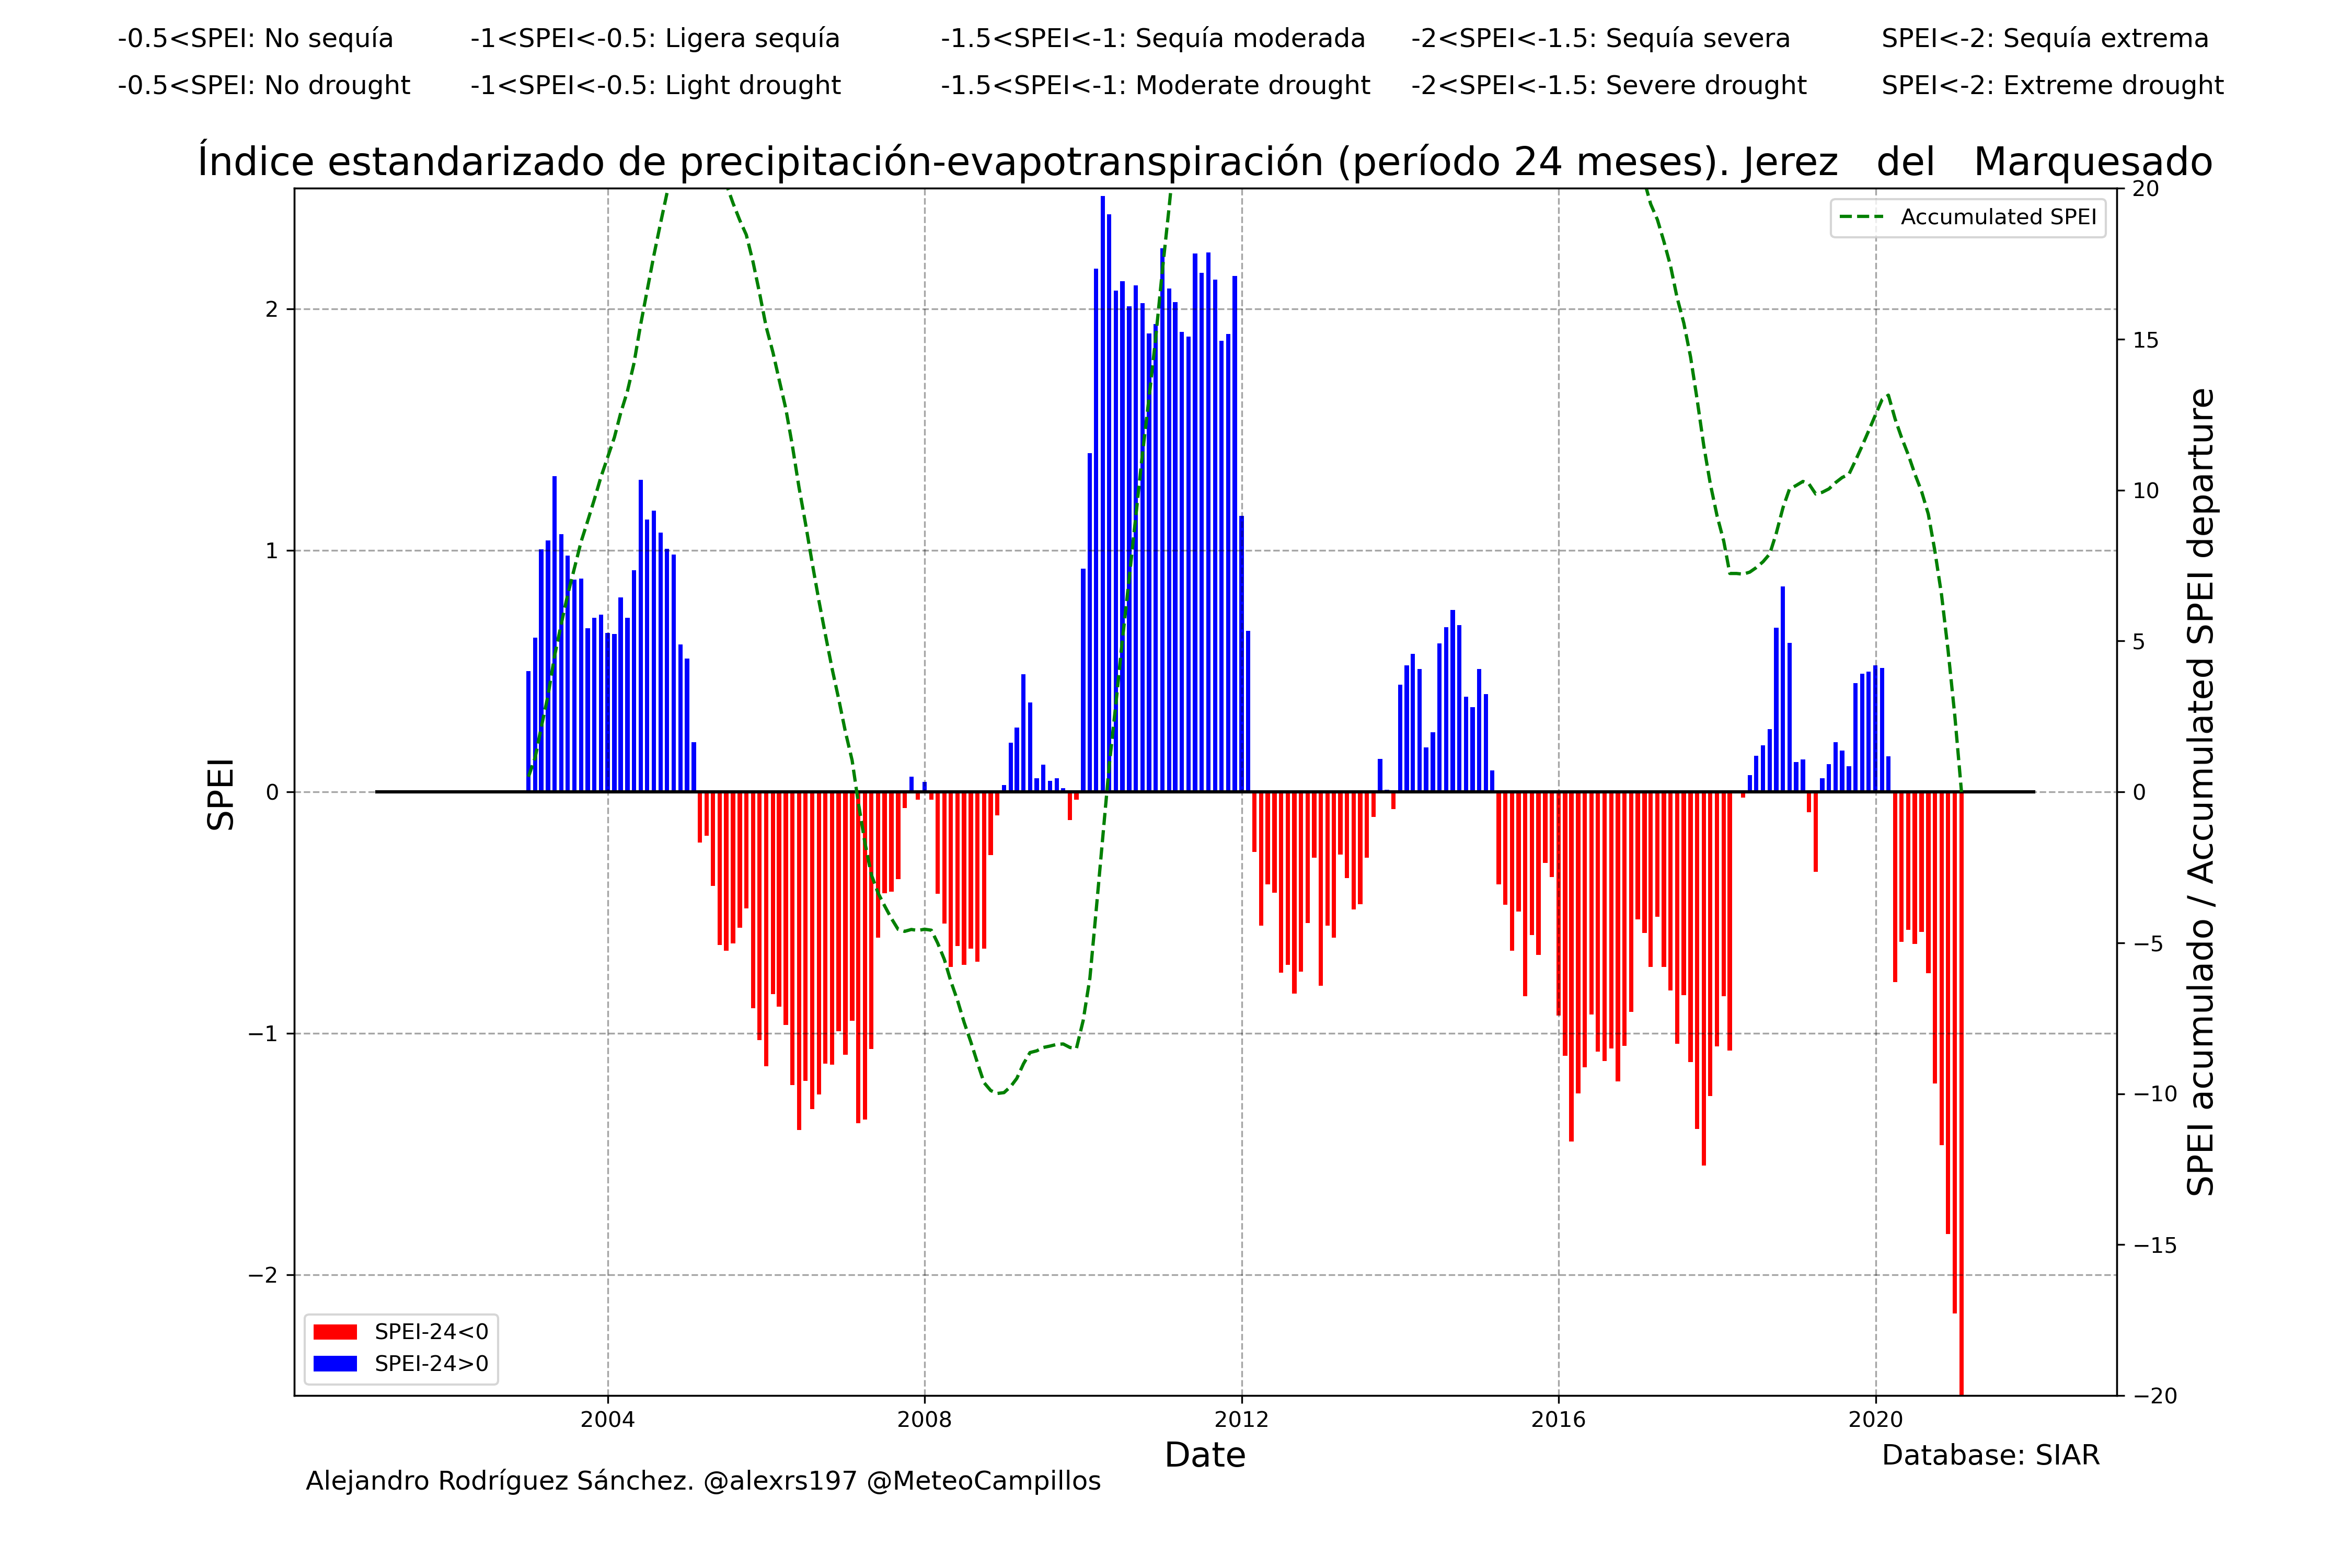 -0.5<SPEI: No sequía -1<SPEI<-0.5: Ligera sequía -1.5<SPEI<-1: Sequía moderada -2<SPEI<-1.5: Sequía severa SPEI<-2: Sequía extrema
-0.5<SPEI: No drought -1<SPEI<-0.5: Light drought -1.5<SPEI<-1: Moderate drought -2<SPEI<-1.5: Severe drought SPEI<-2: Extreme drought
Índice estandarizado de precipitación-evapotranspiración (período 24 meses). Jerez del Marquesado
Accumulated SPEI
SPEI
2
1
0
−1
−2
20
15
10
5
0
−5
−10
−15
−20
SPEI acumulado / Accumulated SPEI departure
SPEI-24<0
SPEI-24>0
2004 2008 2012 2016 2020
Date
Database: SIAR
Alejandro Rodríguez Sánchez. @alexrs197 @MeteoCampillos